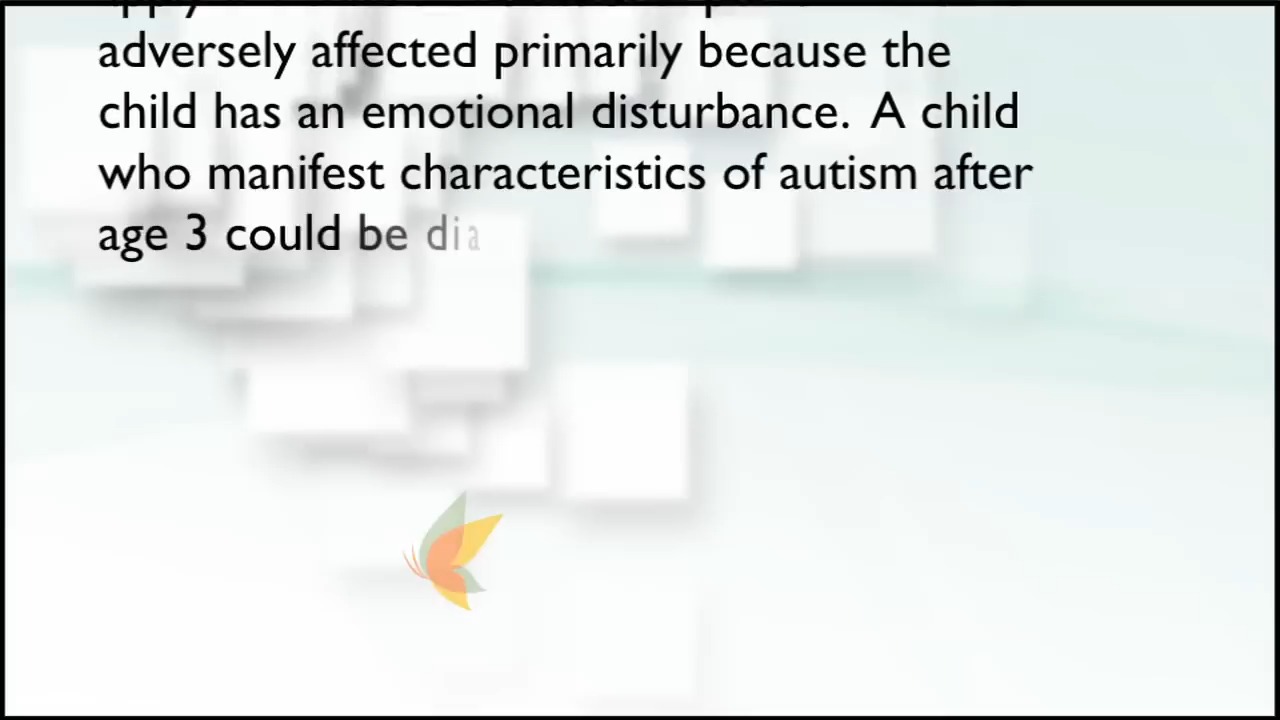 adversely affected primarily because the
child has an emotional disturbance. A child
who manifest characteristics of autism after
age 3 could be dia